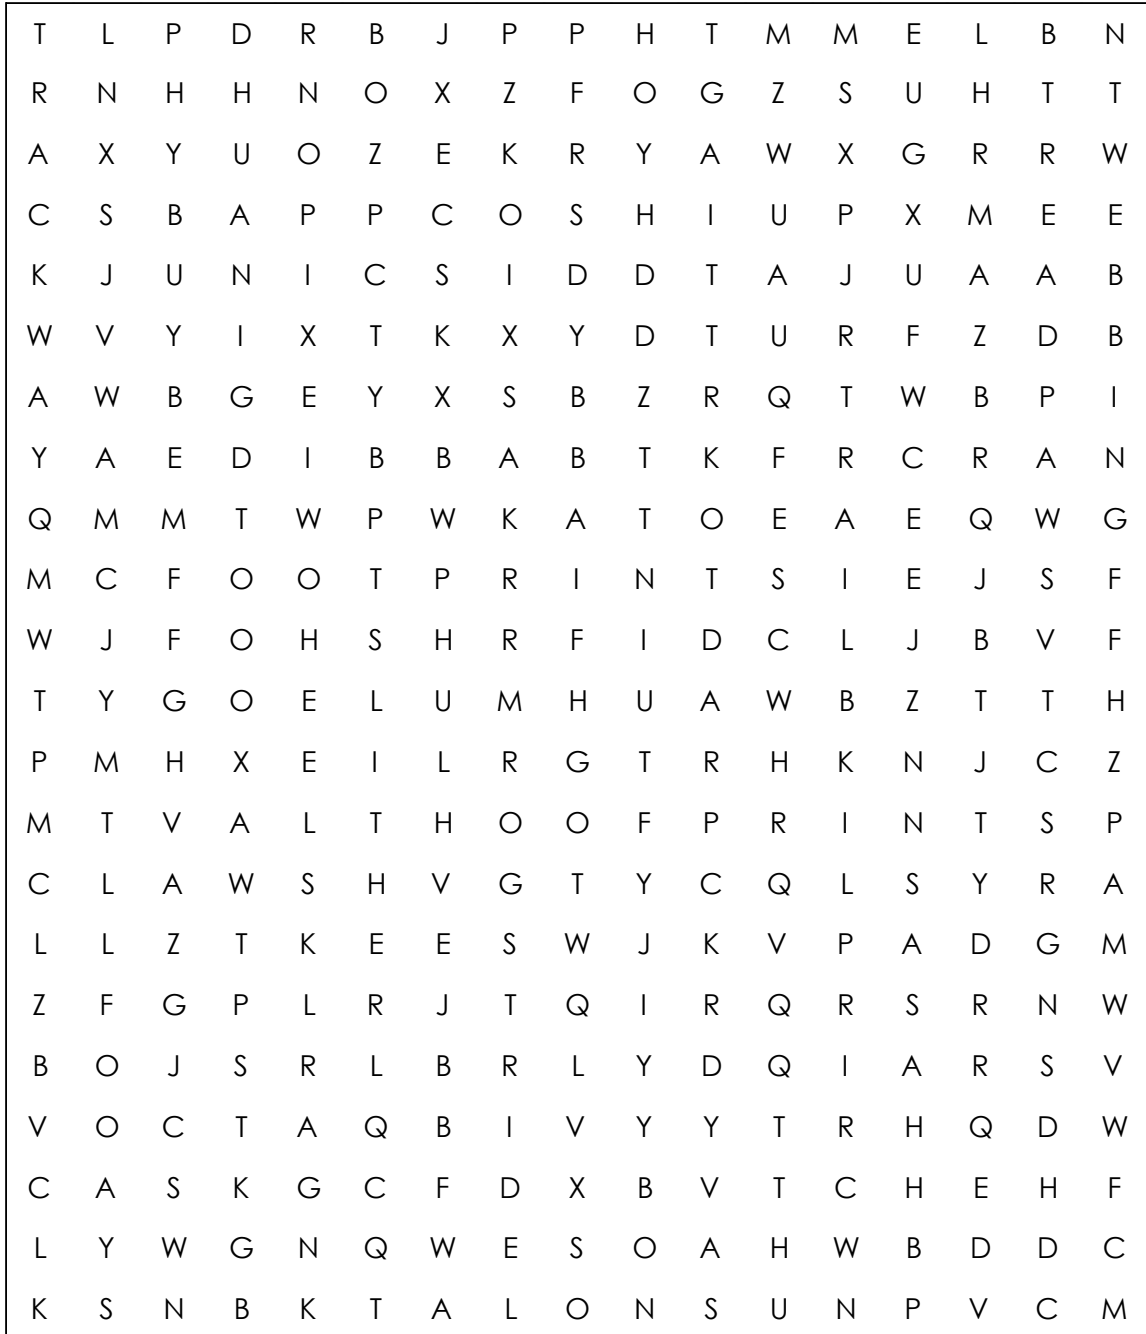 T L P D R B J P P H T M M E L B N
R N H H N O X Z F O G Z S U H T T
A X Y U O Z E K R Y A W X G R R W
C S B A P P C O S H I U P X M E E
K J U N I C S I D D T A J U A A B
W V Y I X T K X Y D T U R F Z D B
A W B G E Y X S B Z R Q T W B P I
Y A E D I B B A B T K F R C R A N
Q M M T W P W K A T O E A E Q W G
M C F O O T P R I N T S I E J S F
W J F O H S H R F I D C L J B V F
T Y G O E L U M H U A W B Z T T H
P M H X E I L R G T R H K N J C Z
M T V A L T H O O F P R I N T S P
C L A W S H V G T Y C Q L S Y R A
L L Z T K E E S W J K V P A D G M
Z F G P L R J T Q I R Q R S R N W
B O J S R L B R L Y D Q I A R S V
V O C T A Q B I V Y Y T R H Q D W
C A S K G C F D X B V T C H E H F
L Y W G N Q W E S O A H W B D D C
K S N B K T A L O N S U N P V C M